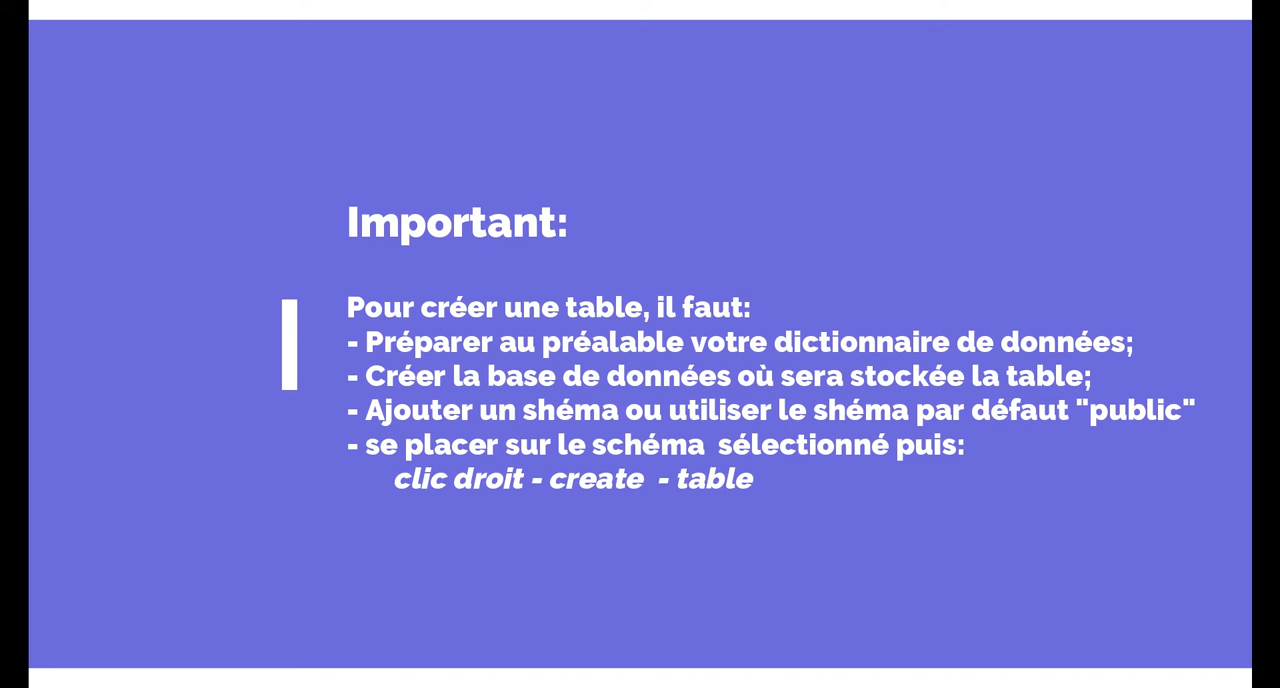 Important:
Pour créer une table, il faut:
- Préparer au préalable votre dictionnaire de données;
- Créer la base de données où sera stockée la table;
- Ajouter un shéma ou utiliser le shéma par défaut "public"
- se placer sur le schéma  sélectionné puis:
clic droit - create  - table